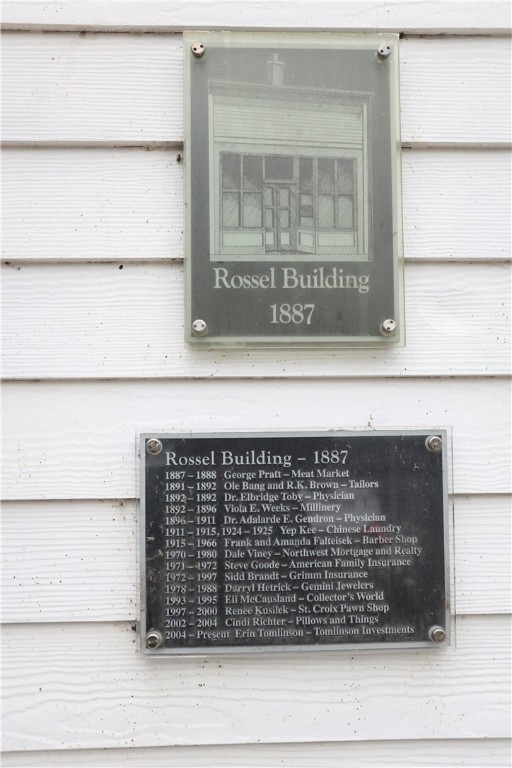 Rossel Building
1887
Rossel Building – 1887
1887 – 1888 George Pratt – Meat Market
1891 – 1892 Ole Bang and R.K. Brown – Tailors
1892 – 1892 Dr. Elbridge Toby – Physician
1892 – 1896 Viola E. Weeks – Millinery
1896 – 1911 Dr. Adalarde E. Gendron – Physician
1911 – 1915, 1924 – 1925 Yep Kee – Chinese Laundry
1915 – 1966 Frank and Amanda Falteisek – Barber Shop
1970 – 1980 Dale Viney – Northwest Mortgage and Realty
1971 – 1972 Steve Goode – American Family Insurance
1972 – 1997 Sidd Brandt – Grimm Insurance
1978 – 1988 Darryl Hetrick – Gemini Jewelers
1993 – 1995 Eli McCausland – Collector's World
1997 – 2000 Renee Kusilek – St. Croix Pawn Shop
2002 – 2004 Cindi Richter – Pillows and Things
2004 – Present Erin Tomlinson – Tomlinson Investments